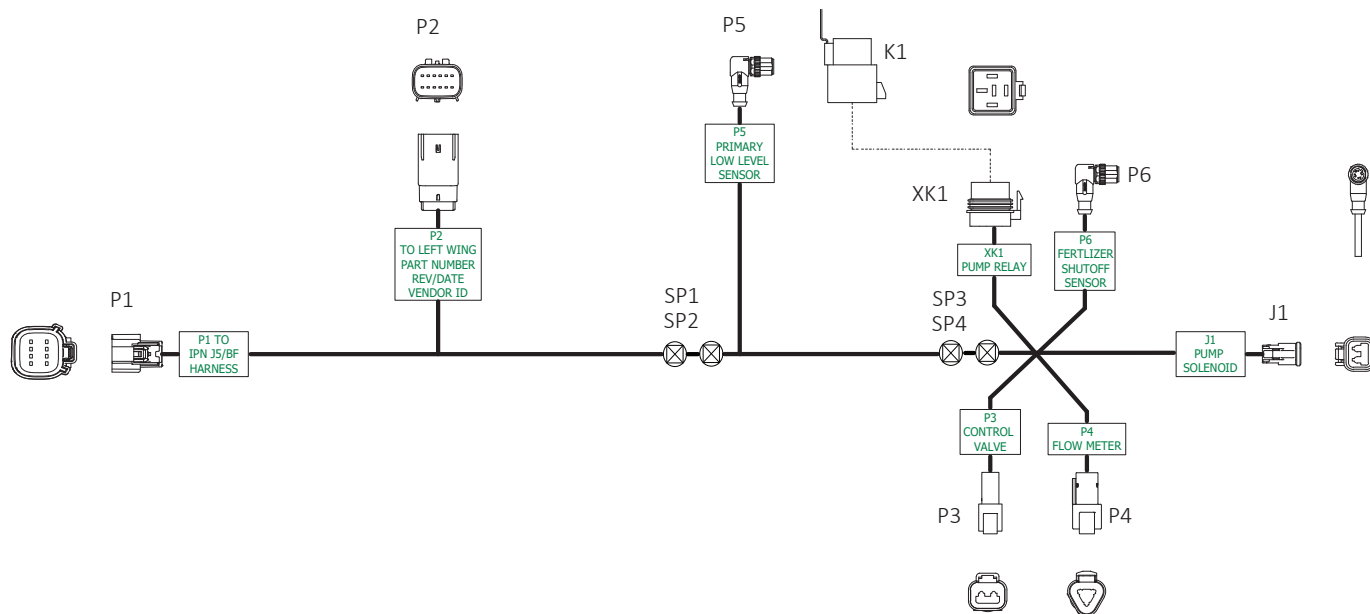 P2
P5
K1
P5
PRIMARY
LOW LEVEL
SENSOR
P6
XK1
P2
TO LEFT WING
PART NUMBER
REV/DATE
VENDOR ID
XK1
PUMP RELAY
P6
FERTLIZER
SHUTOFF
SENSOR
P1
SP1
SP2
SP3
SP4
J1
P1 TO
IPN J5/BF
HARNESS
J1
PUMP
SOLENOID
P3
CONTROL
VALVE
P4
FLOW METER
P3
P4